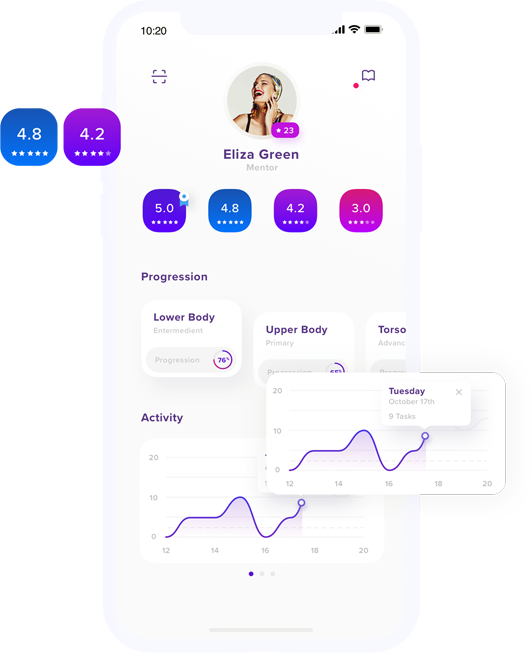 10:20
23
Eliza Green
Mentor
4.8
4.2
5.0
4.8
4.2
3.0
Progression
Lower Body
Entermedient
Progression
76%
Upper Body
Primary
Progression
Torso
Advanc
Activity
20
10
0
12
14
16
18
20
Tuesday
October 17th
9 Tasks
20
10
0
12
14
16
18
20